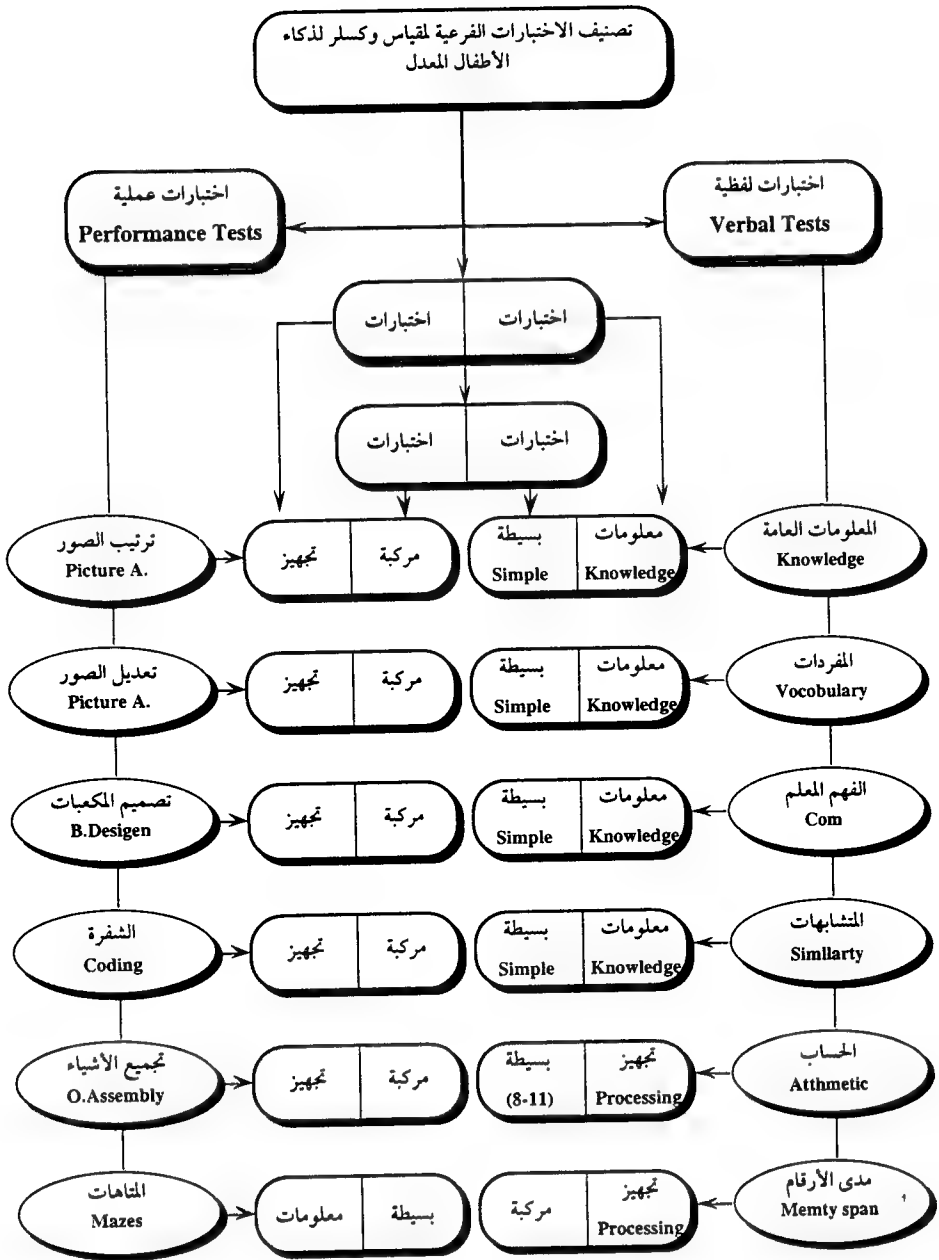 تصنيف الاختبارات الفرعية لمقياس وكسلر لذكاء
الأطفال المعدل
اختبارات لفظية
Verbal Tests
اختبارات عملية
Performance Tests
اختبارات
اختبارات
اختبارات
اختبارات
المعلومات العامة
Knowledge
معلومات
Knowledge
بسيطة
Simple
مركبة
تجهيز
ترتيب الصور
Picture A.
المفردات
Vocobulary
معلومات
Knowledge
بسيطة
Simple
مركبة
تجهيز
تعديل الصور
Picture A.
الفهم المعلم
Com
معلومات
Knowledge
بسيطة
Simple
مركبة
تجهيز
تصميم المكعبات
B.Desigen
المتشابهات
Simllarty
معلومات
Knowledge
بسيطة
Simple
مركبة
تجهيز
الشفرة
Coding
الحساب
Atthmetic
تجهيز
Processing
بسيطة
(8-11)
مركبة
تجهيز
تجميع الأشياء
O.Assembly
مدى الأرقام
Memty span
تجهيز
Processing
مركبة
بسيطة
معلومات
المتاهات
Mazes